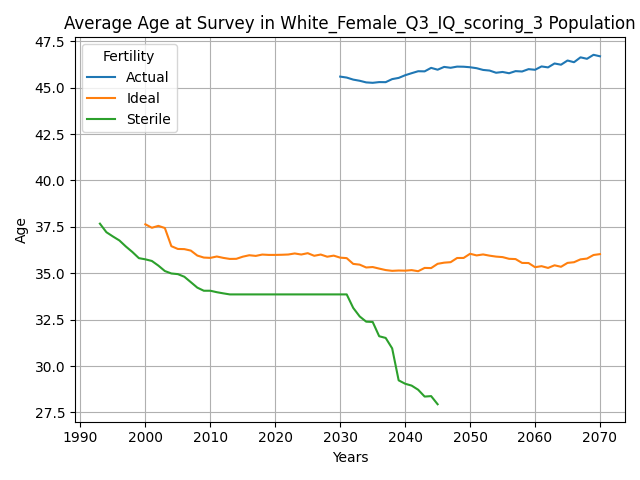 Average Age at Survey in White_Female_Q3_IQ_scoring_3 Population
47.5
45.0
42.5
40.0
37.5
35.0
32.5
30.0
27.5
Age
Fertility
Actual
Ideal
Sterile
1990 2000 2010 2020 2030 2040 2050 2060 2070
Years